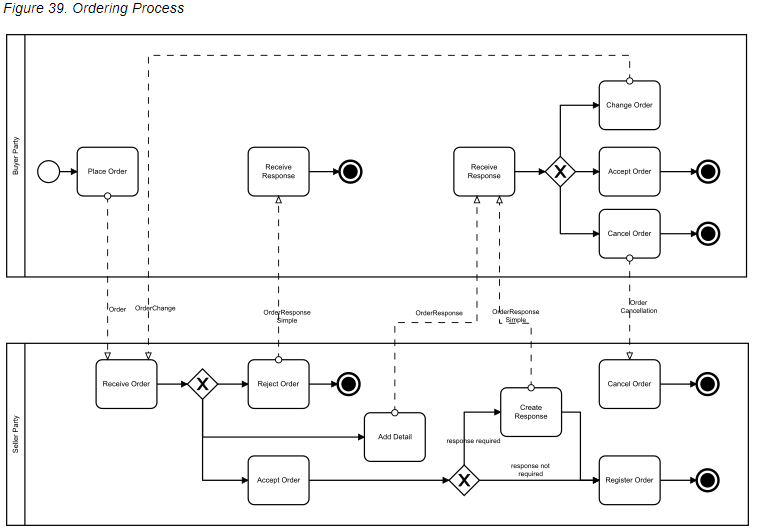 Figure 39. Ordering Process
Buyer Party
Change Order
Place Order
Receive
Response
Receive
Response
Accept Order
Cancel Order
Order
OrderChange
OrderResponse
Simple
OrderResponse
OrderResponse
Simple
Order
Cancellation
Seller Party
Receive Order
Reject Order
Cancel Order
Create
Response
Add Detail
response required
response not
required
Accept Order
Register Order